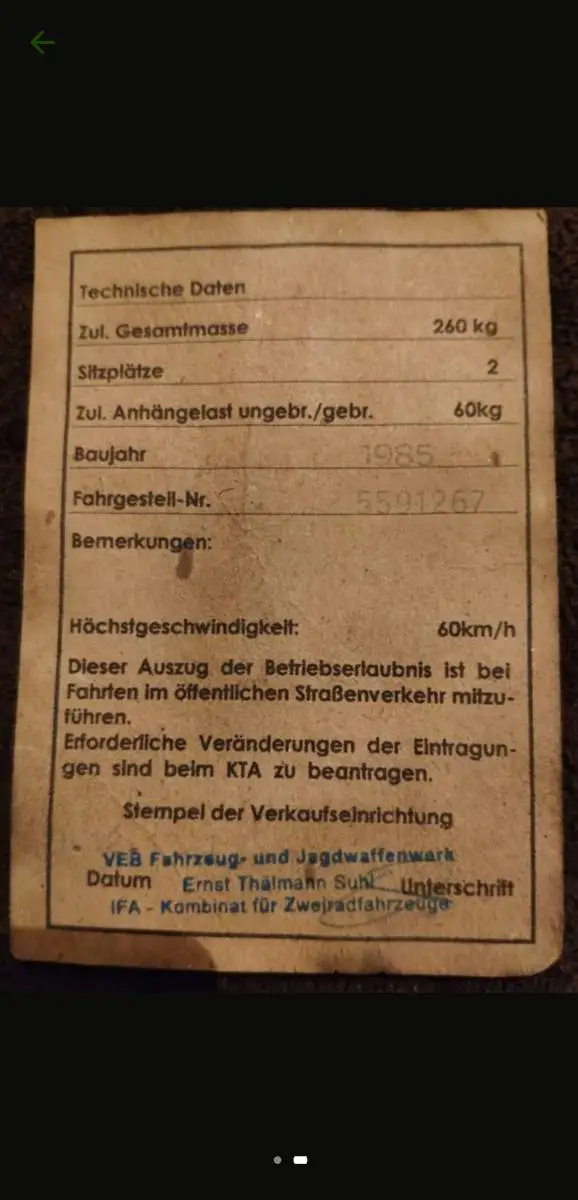 Technische Daten
Zul. Gesamtmasse 260 kg
Sitzplätze 2
Zul. Anhängelast ungebr./gebr. 60kg
Baujahr 1985
Fahrgestell-Nr. 5591267
Bemerkungen:
Höchstgeschwindigkeit: 60km/h
Dieser Auszug der Betriebserlaubnis ist bei
Fahrten im öffentlichen Straßenverkehr mitzu-
führen.
Erforderliche Veränderungen der Eintragun-
gen sind beim KTA zu beantragen.
Stempel der Verkaufseinrichtung
VEB Fahrzeug- und Jagdwaffenwerk
Datum Ernst Thälmann Suhl Unterschrift
IFA - Kombinat für Zweiradfahrzeuge